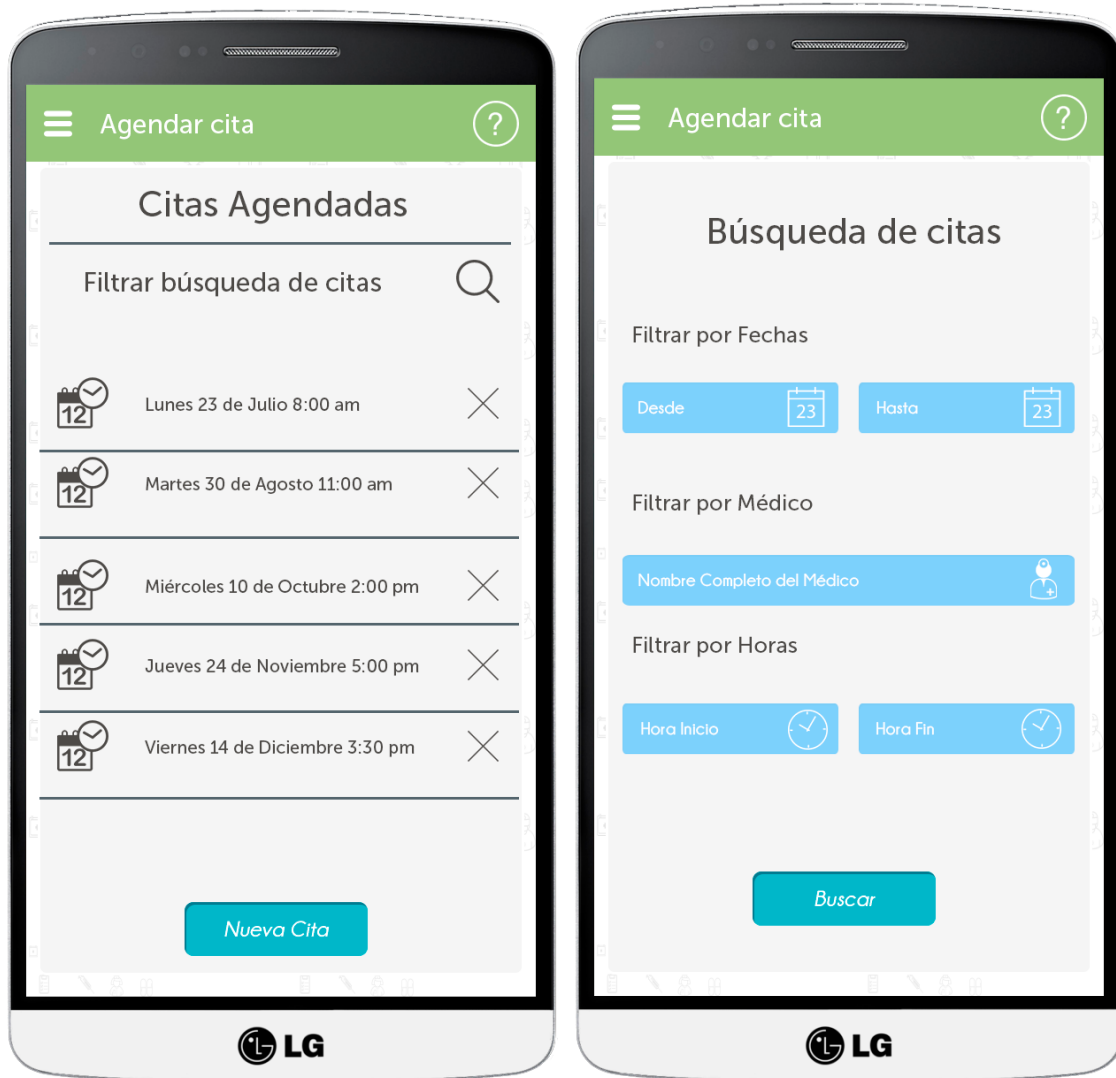 Agendar cita
?
Citas Agendadas
Filtrar búsqueda de citas
12
Lunes 23 de Julio 8:00 am
12
Martes 30 de Agosto 11:00 am
12
Miércoles 10 de Octubre 2:00 pm
12
Jueves 24 de Noviembre 5:00 pm
12
Viernes 14 de Diciembre 3:30 pm
Nueva Cita
LG
Agendar cita
?
Búsqueda de citas
Filtrar por Fechas
Desde 23 Hasta 23
Filtrar por Médico
Nombre Completo del Médico
Filtrar por Horas
Hora Inicio Hora Fin
Buscar
LG